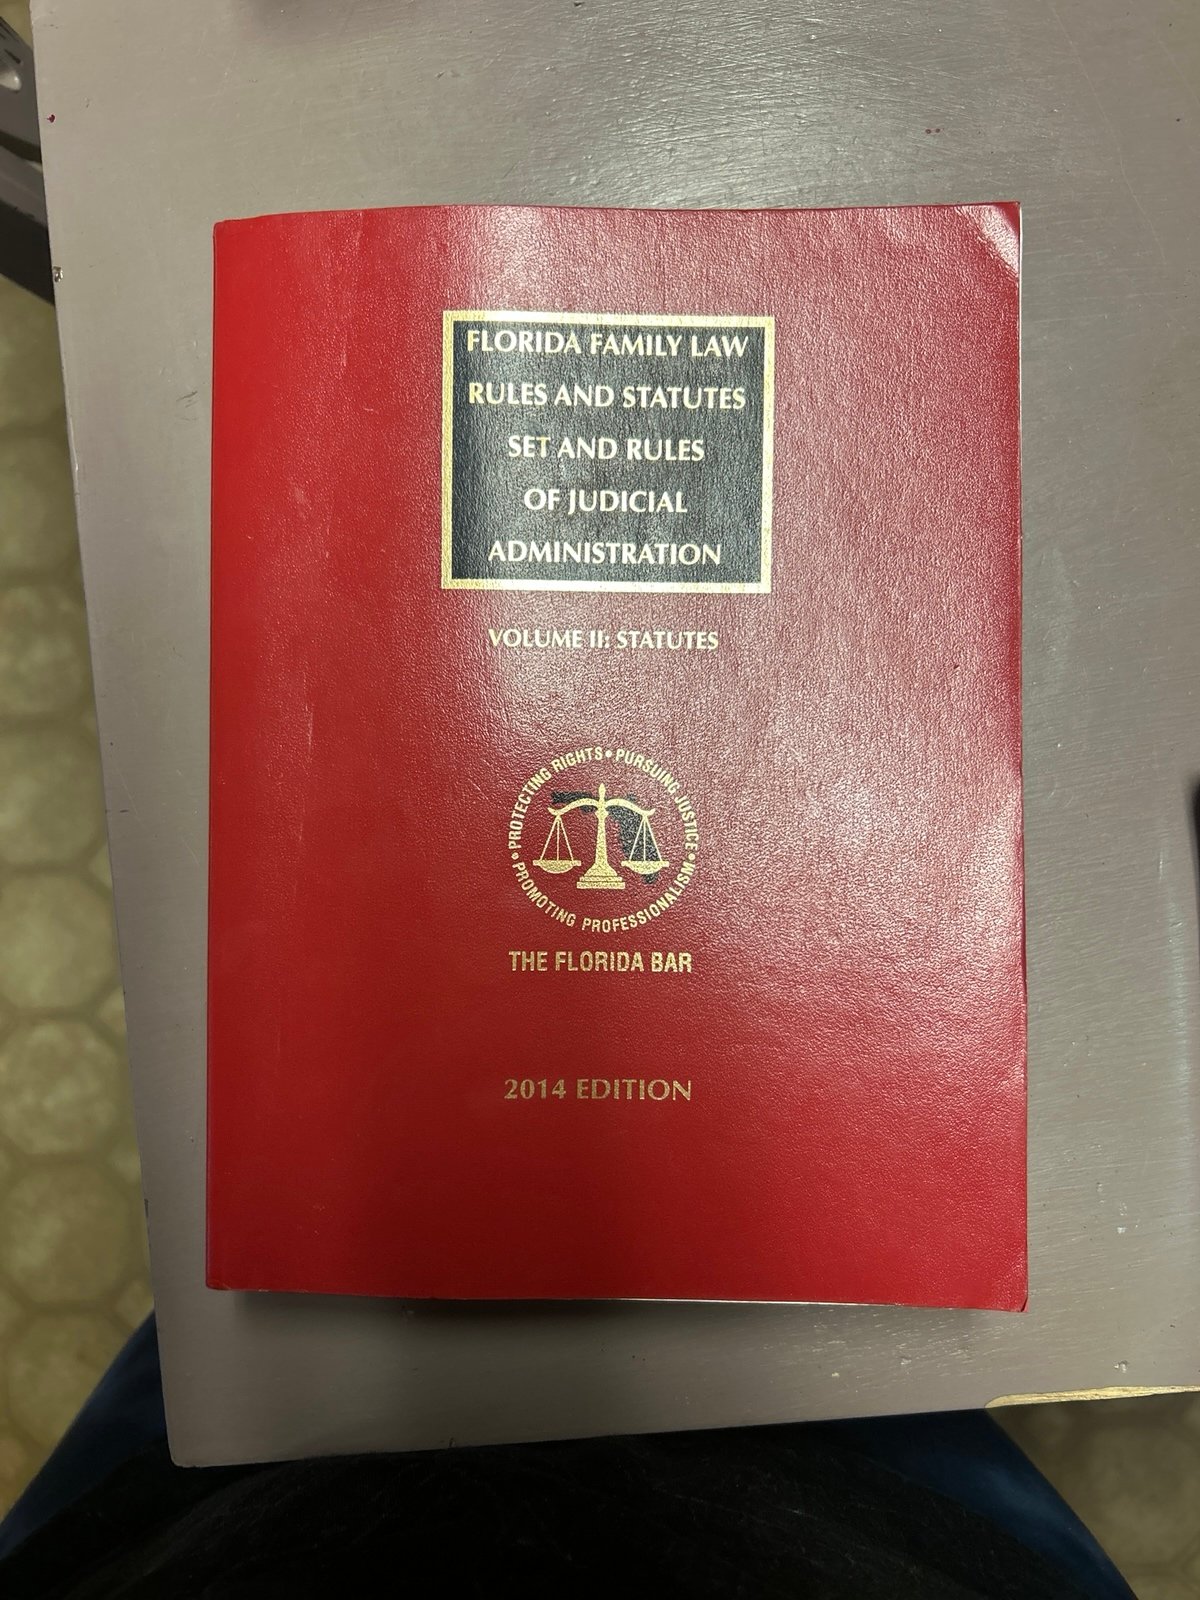 FLORIDA FAMILY LAW
RULES AND STATUTES
SET AND RULES
OF JUDICIAL
ADMINISTRATION
VOLUME II: STATUTES
PROTECTING RIGHTS • PURSUING JUSTICE • PROMOTING PROFESSIONALISM •
THE FLORIDA BAR
2014 EDITION